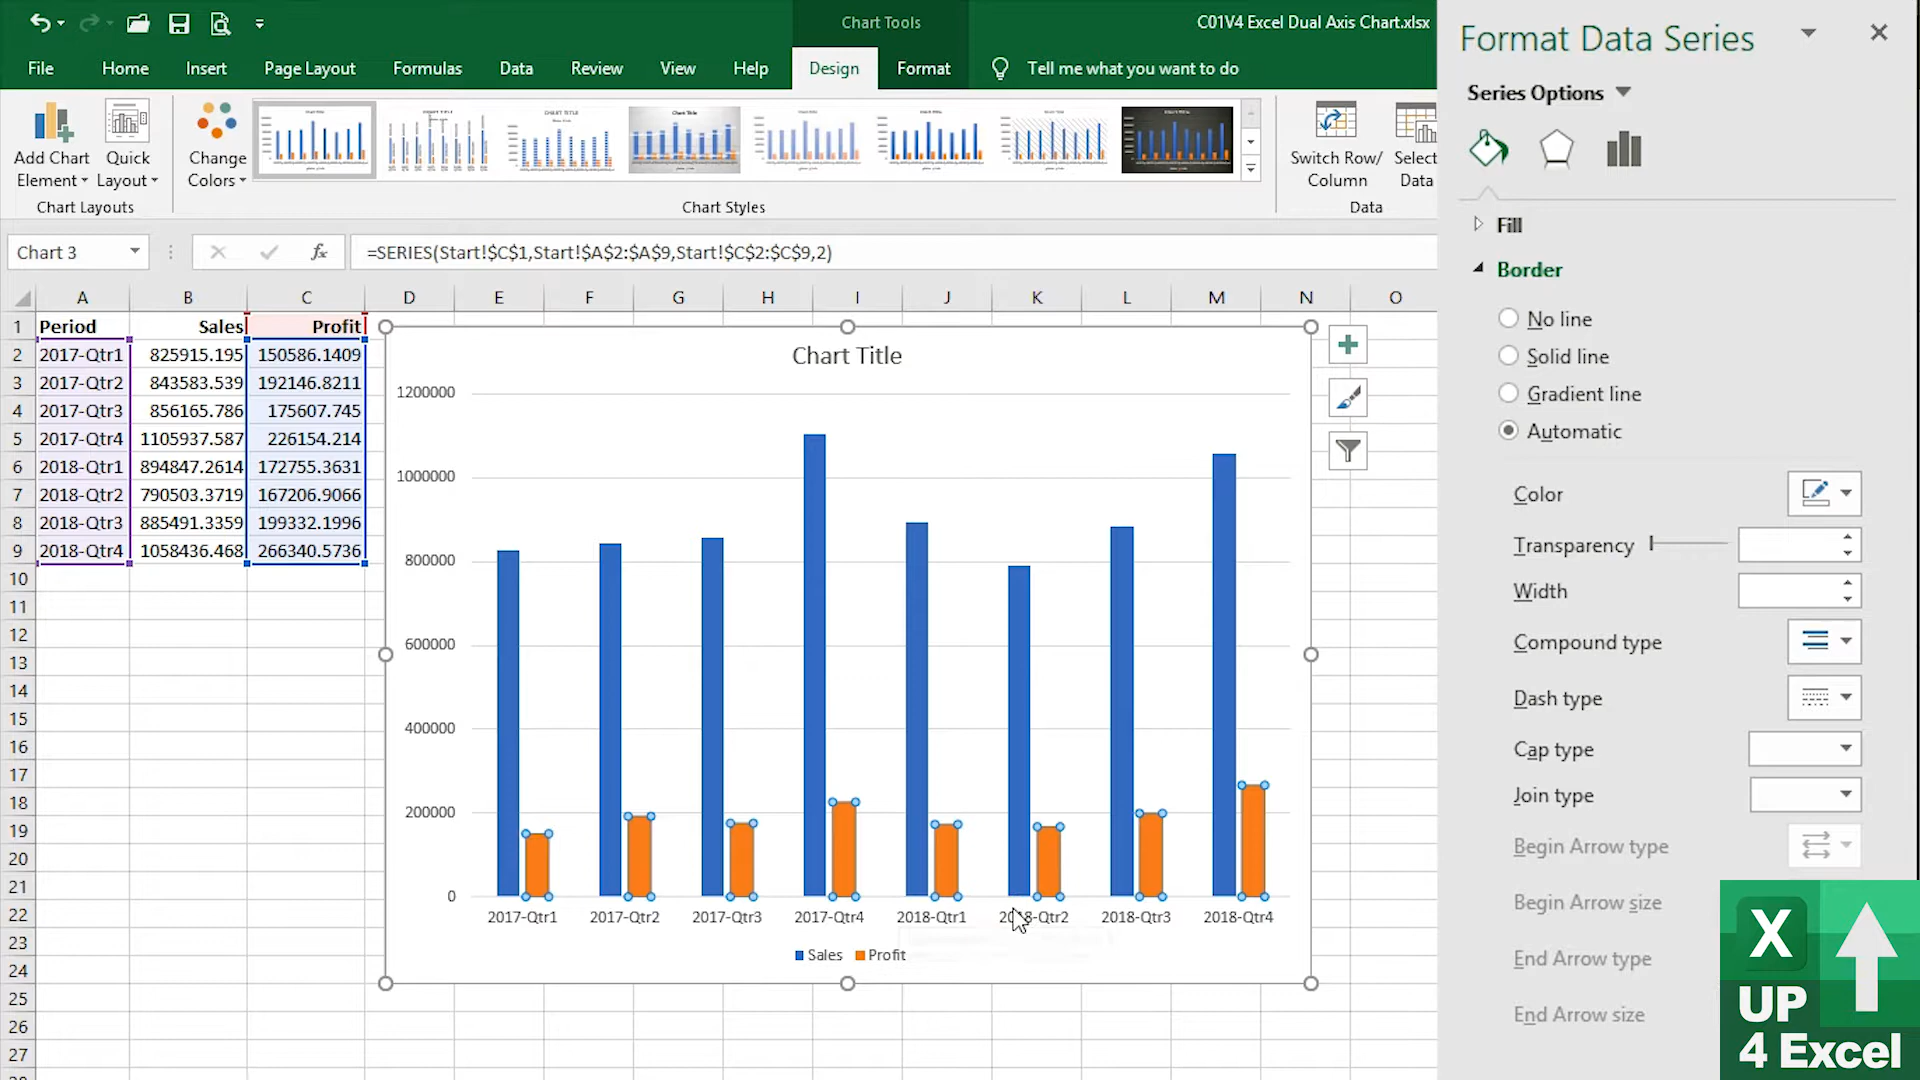 Chart Tools
C01V4 Excel Dual Axis Chart.xlsx
File Home Insert Page Layout Formulas Data Review View Help Design Format Tell me what you want to do
Add Chart Element
Quick Layout
Chart Layouts
Change Colors
Chart Styles
Switch Row/ Column
Select Data
Data
Chart 3
fx
=SERIES(Start!$C$1,Start!$A$2:$A$9,Start!$C$2:$C$9,2)
A B C D E F G H I J K L M N O
1 Period Sales Profit
2 2017-Qtr1 825915.195 150586.1409
3 2017-Qtr2 843583.539 192146.8211
4 2017-Qtr3 856165.786 175607.745
5 2017-Qtr4 1105937.587 226154.214
6 2018-Qtr1 894847.2614 172755.3631
7 2018-Qtr2 790503.3719 167206.9066
8 2018-Qtr3 885491.3359 199332.1996
9 2018-Qtr4 1058436.468 266340.5736
10
11
12
13
14
15
16
17
18
19
20
21
22
23
24
25
26
27
Chart Title
1200000
1000000
800000
600000
400000
200000
0
2017-Qtr1 2017-Qtr2 2017-Qtr3 2017-Qtr4 2018-Qtr1 2018-Qtr2 2018-Qtr3 2018-Qtr4
Sales Profit
Format Data Series
Series Options
Fill
Border
No line
Solid line
Gradient line
Automatic
Color
Transparency
Width
Compound type
Dash type
Cap type
Join type
Begin Arrow type
Begin Arrow size
End Arrow type
End Arrow size
X
UP
4 Excel